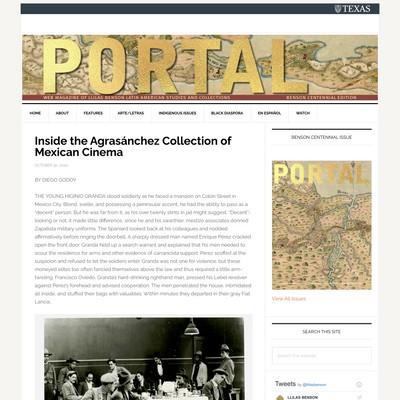 TEXAS
PORTAL
WEB MAGAZINE OF LLILAS BENSON LATIN AMERICAN STUDIES AND COLLECTIONS
BENSON CENTENNIAL EDITION
HOME
ABOUT
FEATURES
ARTE/LETRAS
INDIGENOUS ISSUES
BLACK DIASPORA
EN ESPAÑOL
WATCH
Inside the Agrasánchez Collection of
Mexican Cinema
BY DIEGO GODOY
THE YOUNG HIGINIO GRANDA stood solidierly as he faced a mansion on Colón Street in
Mexico City. Blond, svelte, and possessing a peninsular accent, he had the ability to pass as a
"decent" person. But he was far from it, as his over twenty stints in jail might suggest. "Decent"-
looking or not, it made little difference, since he and his swarthier, mestizo associates donned
Zapatista military uniforms. The Spaniard looked back at his colleagues and nodded
affirmatively before ringing the doorbell. A sharply dressed man named Enrique Pérez cracked
open the front door. Granda held up a search warrant and explained that his men needed to
scour the residence for arms and other evidence of carrancista support. Pérez scoffed at the
suspicion and refused to let the soldiers enter. Granda was not one for violence, but these
moneyed elites too often fancied themselves above the law and thus required a little arm-
twisting. Francisco Oviedo, Granda's hard-drinking righthand man, pressed his Liebel revolver
against Pérez's forehead and advised cooperation. The men penetrated the house, intimidated
all inside, and stuffed their bags with valuables. Within minutes they departed in their gray Fiat
Lancia.
BENSON CENTENNIAL ISSUE
PORTAL
View All Issues
SEARCH THIS SITE
Search this website
Tweets by @llilasbenson
LLILAS BENSON